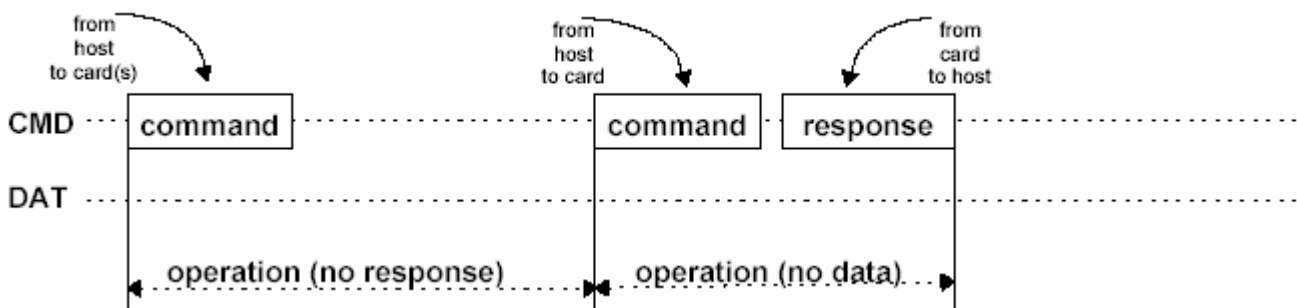 from
host
to card(s)
from
host
to card
from
card
to host
CMD
command
command
response
DAT
operation (no response)
operation (no data)